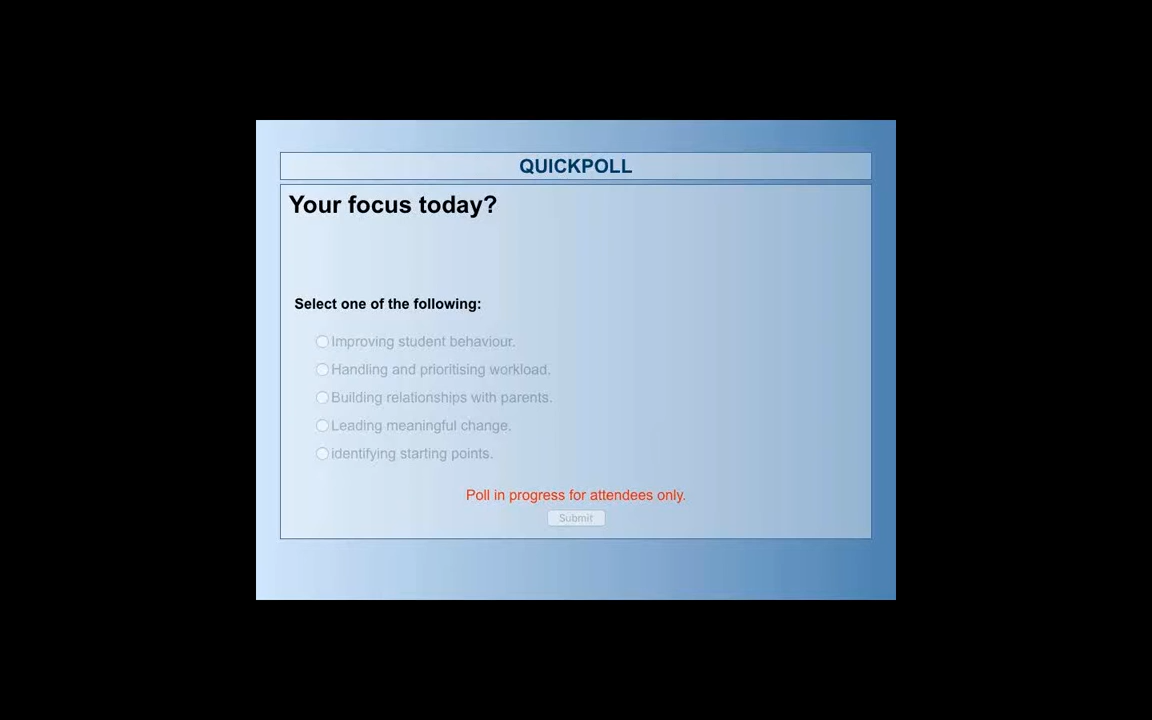 QUICKPOLL
Your focus today?
Select one of the following:
Improving student behaviour.
Handling and prioritising workload.
Building relationships with parents.
Leading meaningful change.
identifying starting points.
Poll in progress for attendees only.
Submit